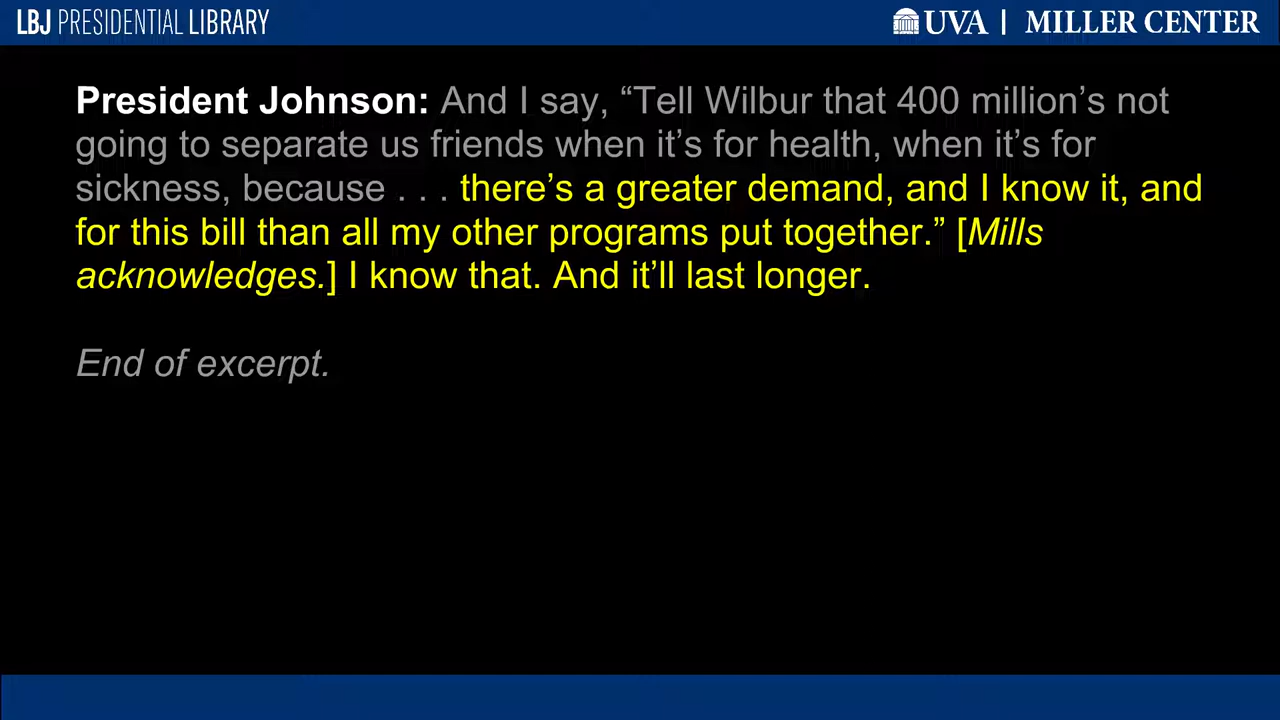 LBJ PRESIDENTIAL LIBRARY
UVA | MILLER CENTER
President Johnson: And I say, “Tell Wilbur that 400 million’s not
going to separate us friends when it’s for health, when it’s for
sickness, because . . . there’s a greater demand, and I know it, and
for this bill than all my other programs put together.” [Mills
acknowledges.] I know that. And it’ll last longer.
End of excerpt.